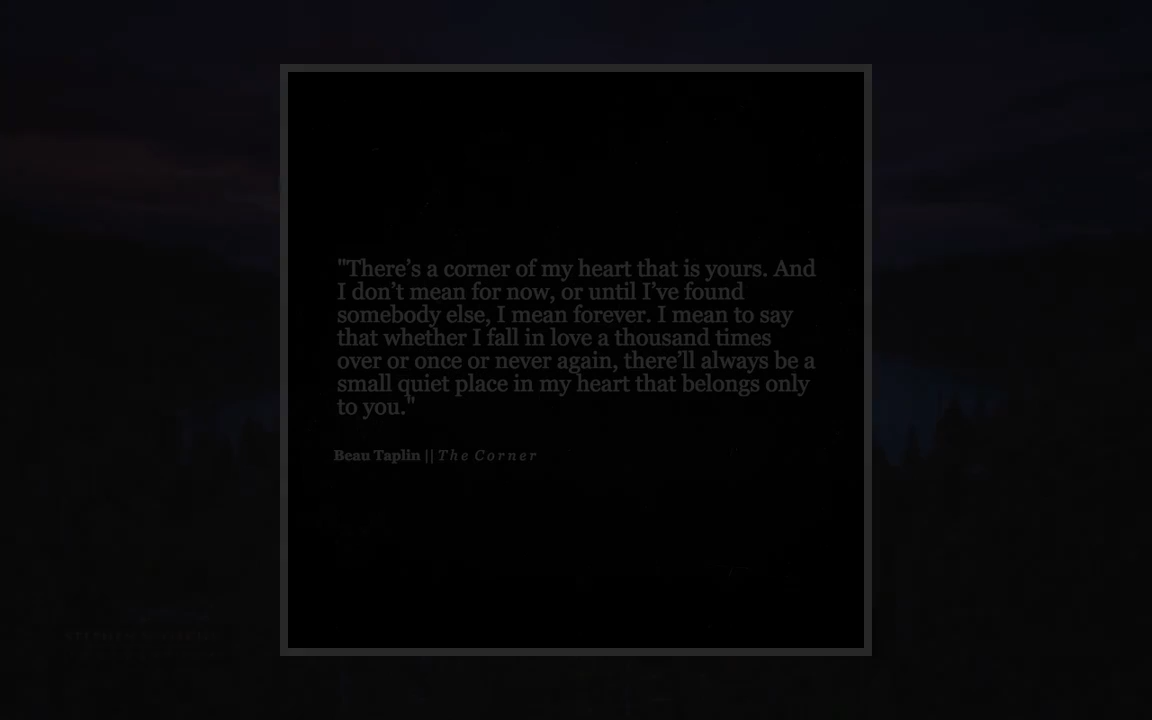 "There’s a corner of my heart that is yours. And
I don’t mean for now, or until I’ve found
somebody else, I mean forever. I mean to say
that whether I fall in love a thousand times
over or once or never again, there’ll always be a
small quiet place in my heart that belongs only
to you."
Beau Taplin || The Corner